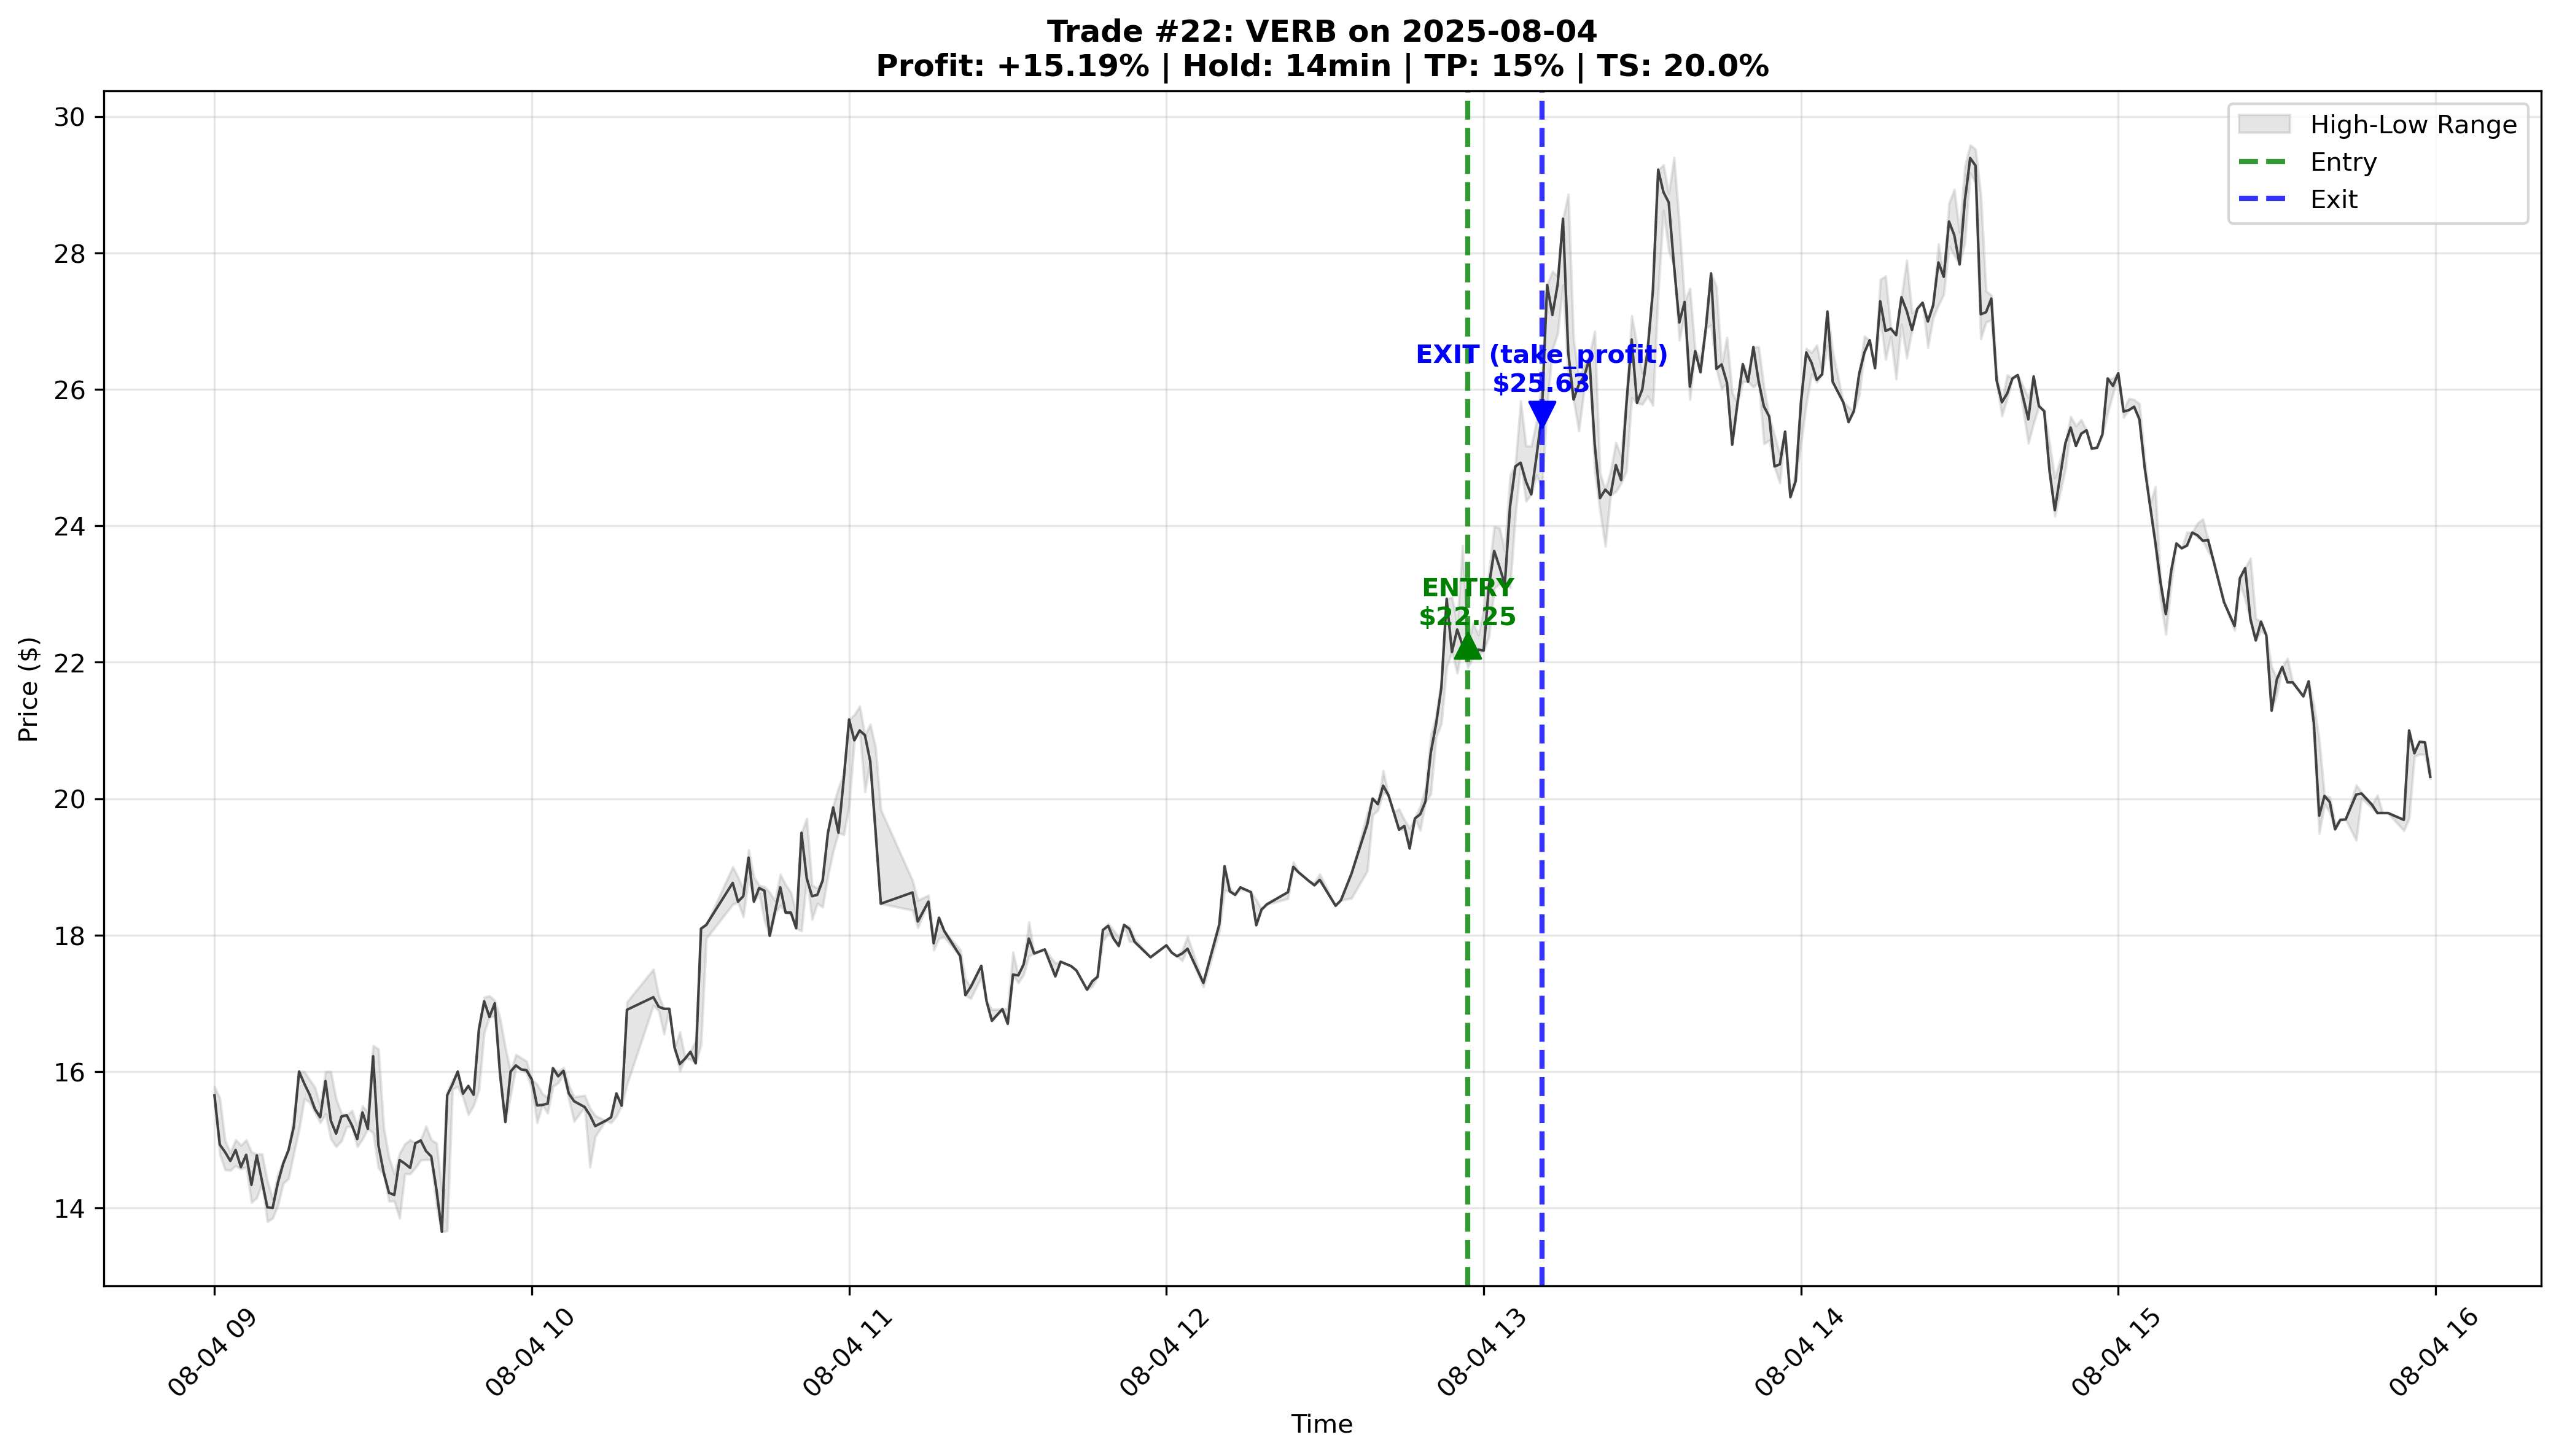 Trade #22: VERB on 2025-08-04
Profit: +15.19% | Hold: 14min | TP: 15% | TS: 20.0%
High-Low Range
Entry
Exit
30
28
26
24
22
20
18
16
14
Price ($)
EXIT (take_profit)
$25.63
ENTRY
$22.25
08-04 09
08-04 10
08-04 11
08-04 12
08-04 13
08-04 14
08-04 15
08-04 16
Time